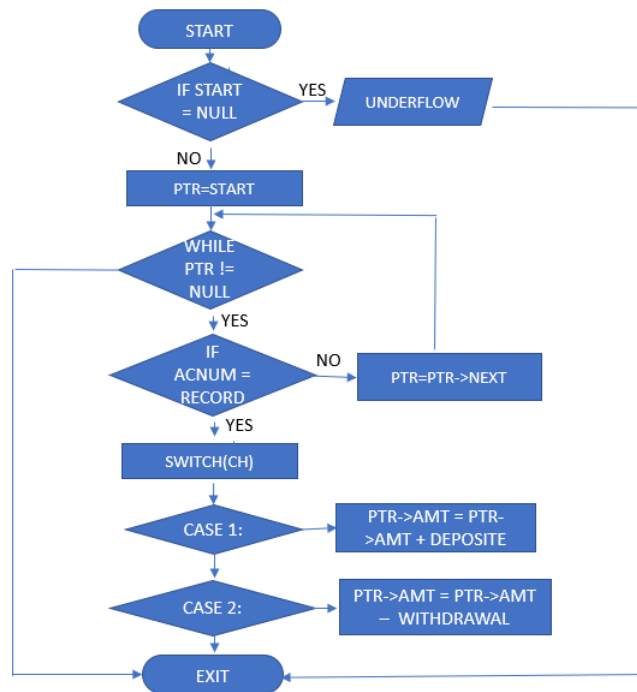 START
IF START
= NULL
YES
UNDERFLOW
NO
PTR=START
WHILE
PTR !=
NULL
YES
IF
ACNUM =
RECORD
NO
PTR=PTR->NEXT
YES
SWITCH(CH)
CASE 1:
PTR->AMT = PTR-
>AMT + DEPOSITE
CASE 2:
PTR->AMT = PTR->AMT
– WITHDRAWAL
EXIT